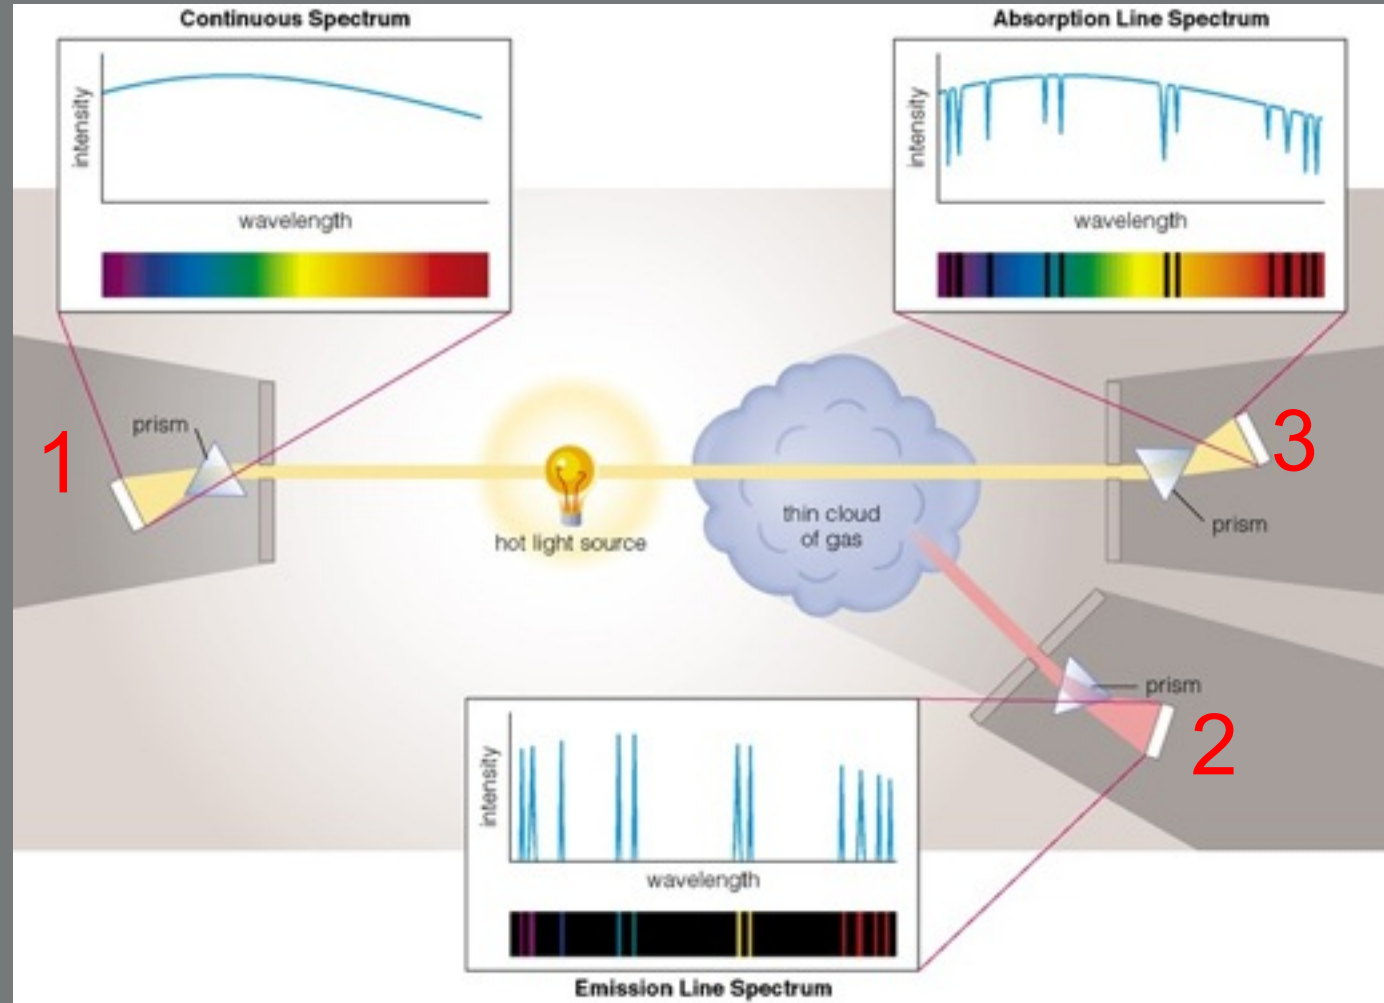 Continuous Spectrum
intensity
wavelength
Absorption Line Spectrum
intensity
wavelength
1
prism
hot light source
thin cloud
of gas
3
prism
prism
2
intensity
wavelength
Emission Line Spectrum